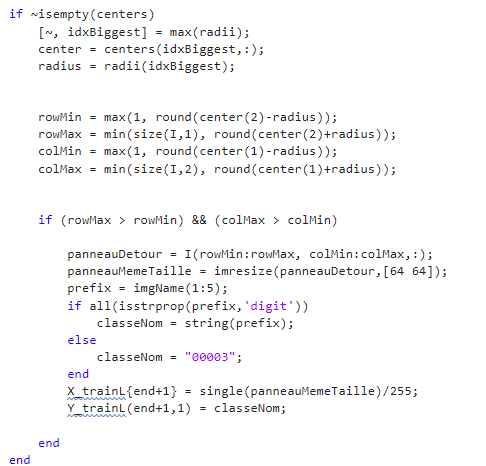 if ~isempty(centers)
    [~, idxBiggest] = max(radii);
    center = centers(idxBiggest,:);
    radius = radii(idxBiggest);
    rowMin = max(1, round(center(2)-radius));
    rowMax = min(size(I,1), round(center(2)+radius));
    colMin = max(1, round(center(1)-radius));
    colMax = min(size(I,2), round(center(1)+radius));
    if (rowMax > rowMin) && (colMax > colMin)
        panneauDetour = I(rowMin:rowMax, colMin:colMax,:);
        panneauMemeTaille = imresize(panneauDetour,[64 64]);
        prefix = imgName(1:5);
        if all(isstrprop(prefix,'digit'))
            classeNom = string(prefix);
        else
            classeNom = "00003";
        end
        X_trainL{end+1} = single(panneauMemeTaille)/255;
        Y_trainL(end+1,1) = classeNom;
    end
end